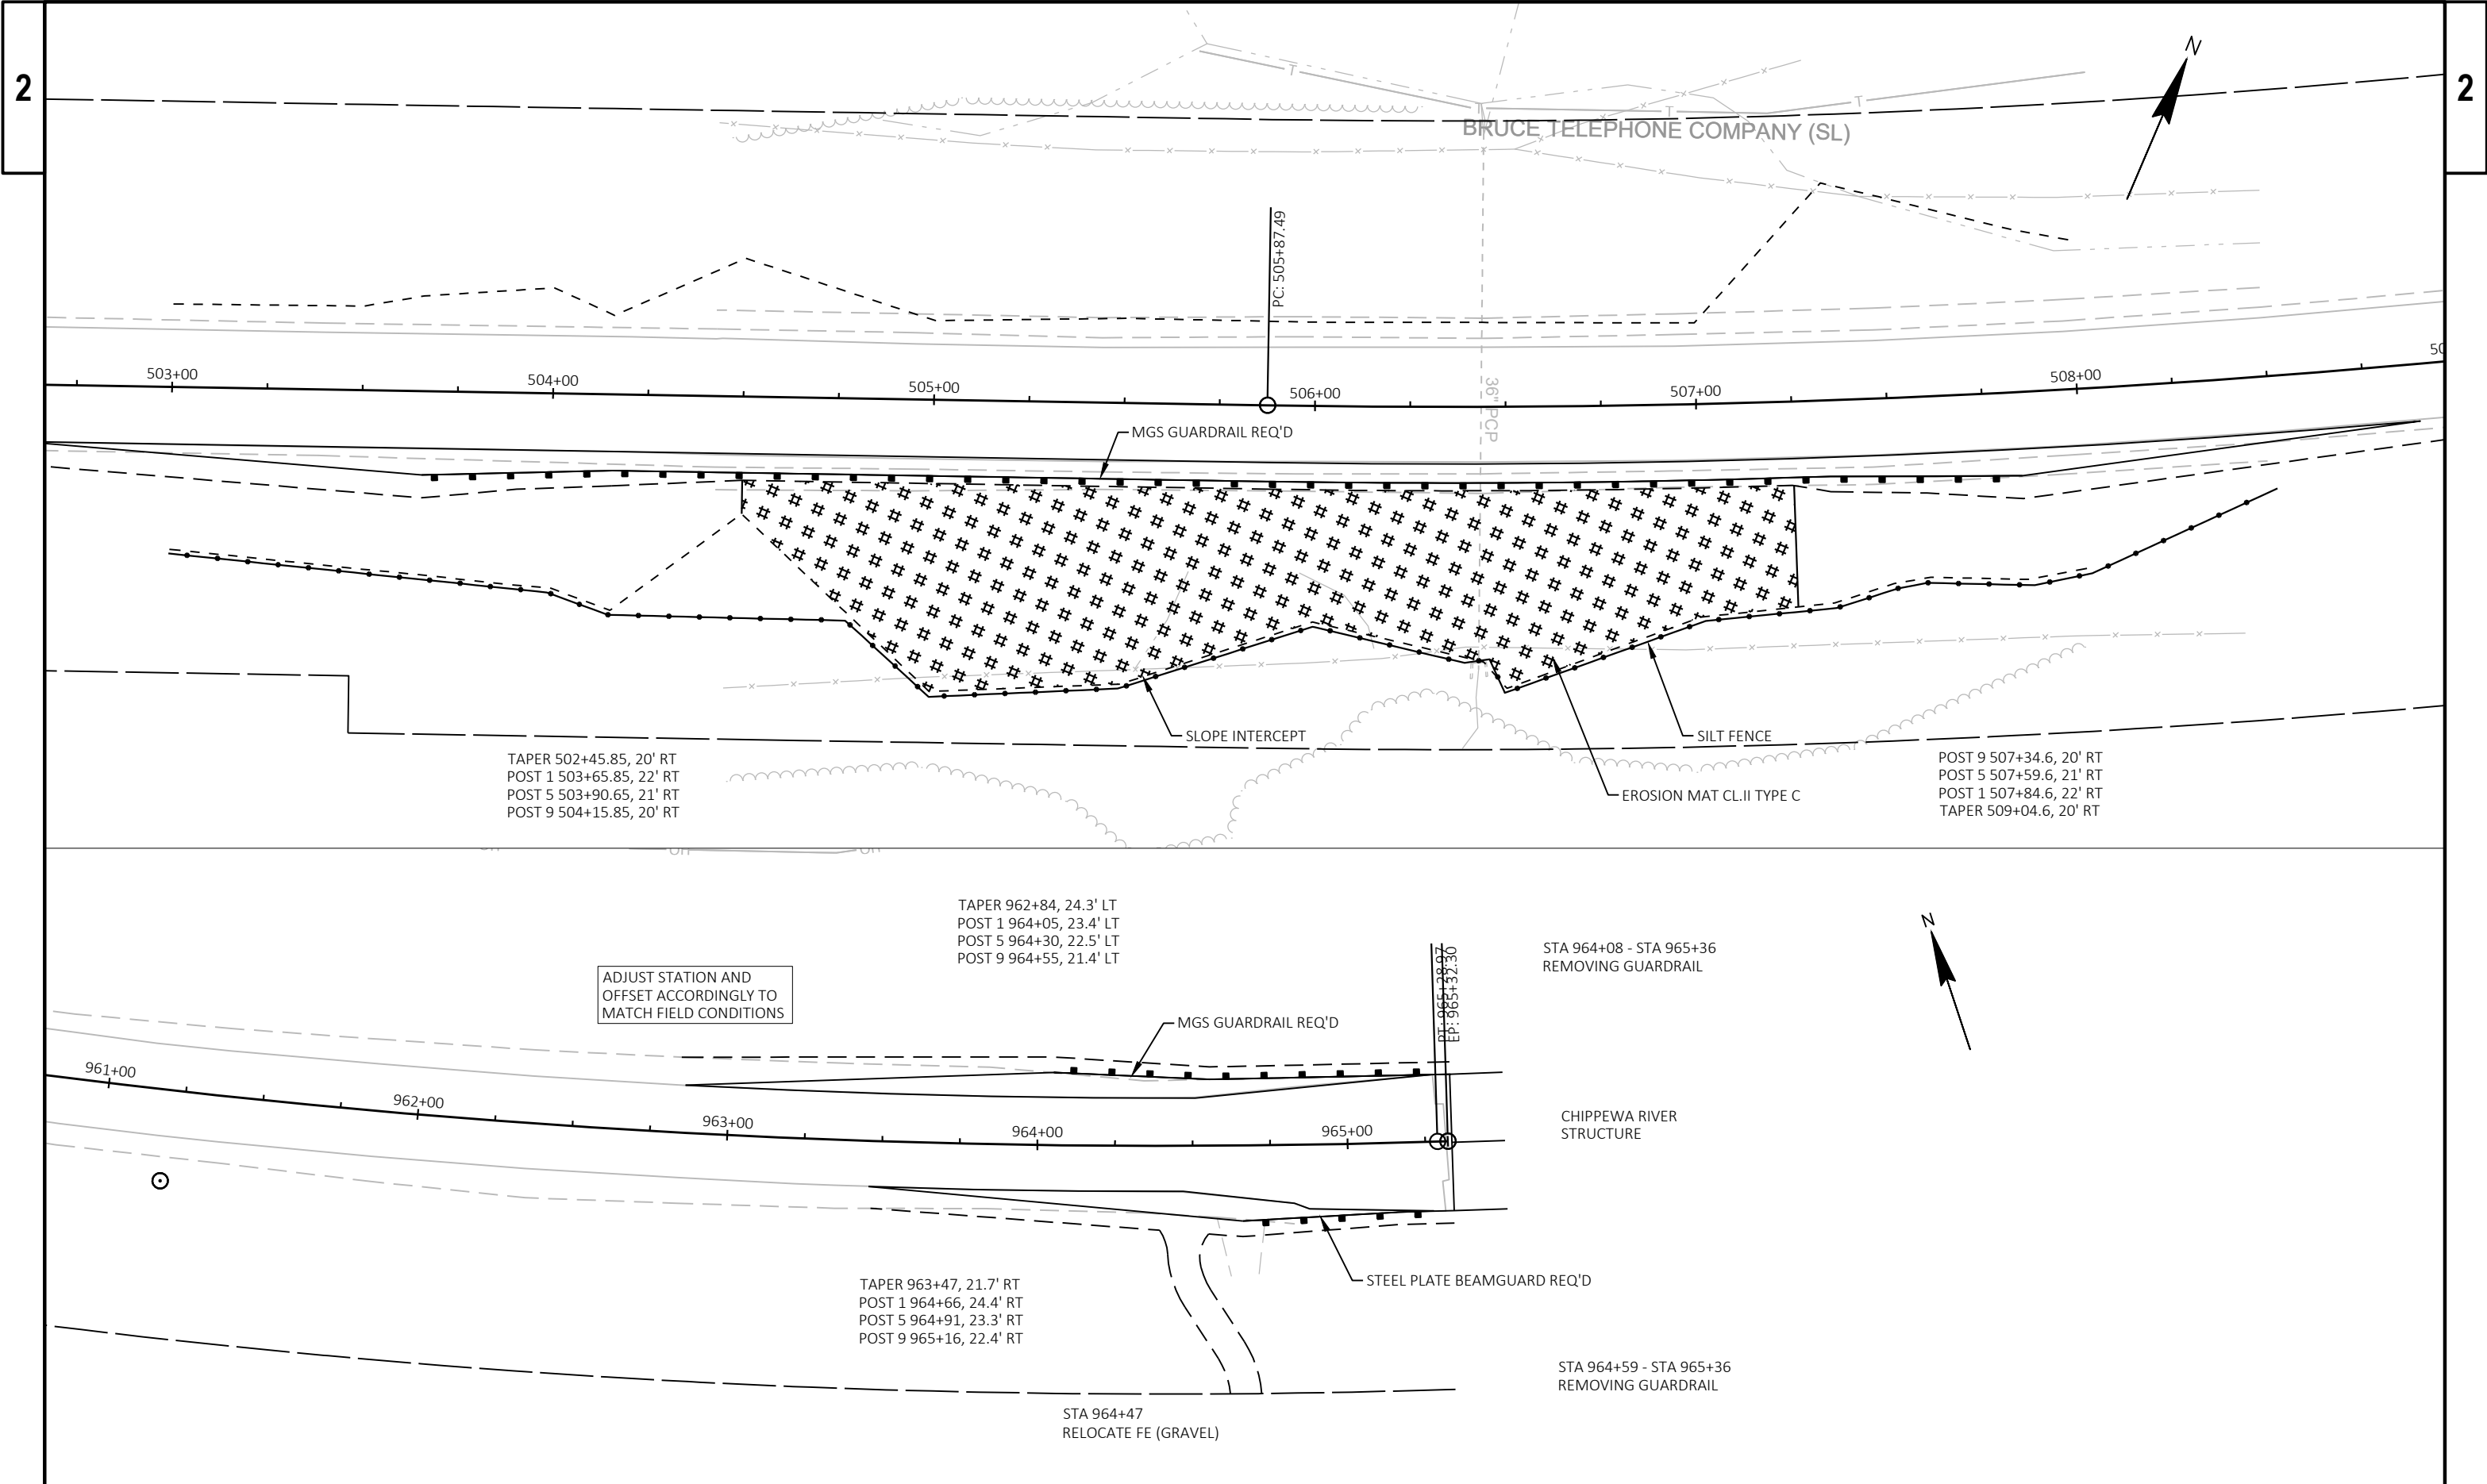 2
2
N
T
T
T
BRUCE TELEPHONE COMPANY (SL)
PC: 505+87.49
503+00
504+00
505+00
506+00
507+00
508+00
36" PCP
MGS GUARDRAIL REQ'D
SLOPE INTERCEPT
SILT FENCE
EROSION MAT CL.II TYPE C
TAPER 502+45.85, 20' RT
POST 1 503+65.85, 22' RT
POST 5 503+90.65, 21' RT
POST 9 504+15.85, 20' RT
POST 9 507+34.6, 20' RT
POST 5 507+59.6, 21' RT
POST 1 507+84.6, 22' RT
TAPER 509+04.6, 20' RT
OH
OH
TAPER 962+84, 24.3' LT
POST 1 964+05, 23.4' LT
POST 5 964+30, 22.5' LT
POST 9 964+55, 21.4' LT
ADJUST STATION AND
OFFSET ACCORDINGLY TO
MATCH FIELD CONDITIONS
MGS GUARDRAIL REQ'D
PT: 965+28.97
EP: 965+32.30
STA 964+08 - STA 965+36
REMOVING GUARDRAIL
N
961+00
962+00
963+00
964+00
965+00
CHIPPEWA RIVER
STRUCTURE
STEEL PLATE BEAMGUARD REQ'D
TAPER 963+47, 21.7' RT
POST 1 964+66, 24.4' RT
POST 5 964+91, 23.3' RT
POST 9 965+16, 22.4' RT
STA 964+59 - STA 965+36
REMOVING GUARDRAIL
STA 964+47
RELOCATE FE (GRAVEL)